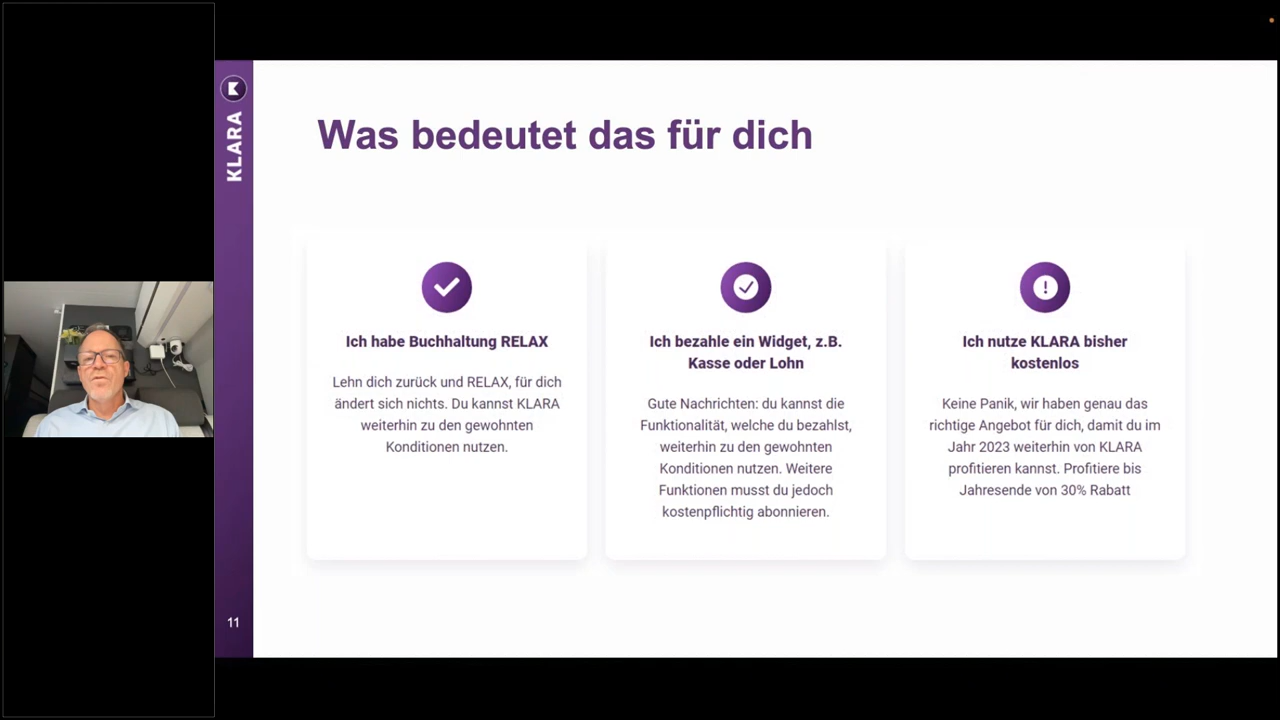 KLARA
Was bedeutet das für dich
Ich habe Buchhaltung RELAX
Lehn dich zurück und RELAX, für dich
ändert sich nichts. Du kannst KLARA
weiterhin zu den gewohnten
Konditionen nutzen.
Ich bezahle ein Widget, z.B.
Kasse oder Lohn
Gute Nachrichten: du kannst die
Funktionalität, welche du bezahlst,
weiterhin zu den gewohnten
Konditionen nutzen. Weitere
Funktionen musst du jedoch
kostenpflichtig abonnieren.
Ich nutze KLARA bisher
kostenlos
Keine Panik, wir haben genau das
richtige Angebot für dich, damit du im
Jahr 2023 weiterhin von KLARA
profitieren kannst. Profitiere bis
Jahresende von 30% Rabatt
11